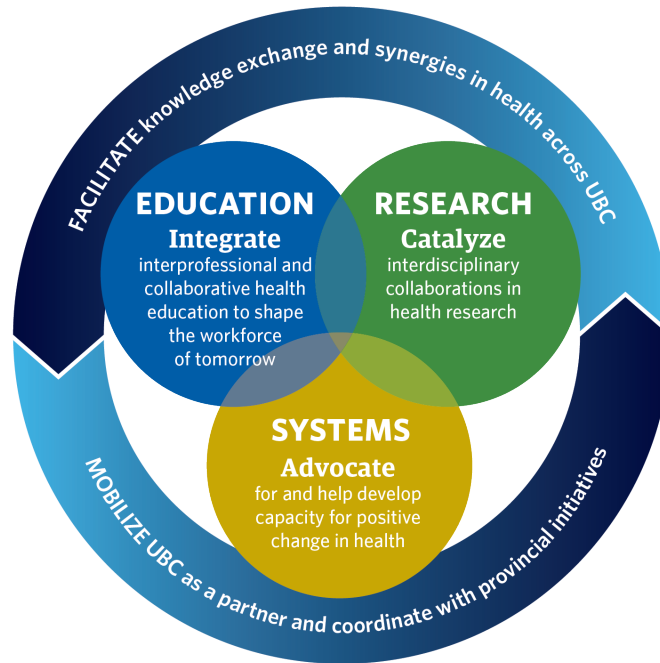 FACILITATE knowledge exchange and synergies in health across UBC
EDUCATION
Integrate
interprofessional and
collaborative health
education to shape
the workforce
of tomorrow
RESEARCH
Catalyze
interdisciplinary
collaborations in
health research
SYSTEMS
Advocate
for and help develop
capacity for positive
change in health
MOBILIZE UBC as a partner and coordinate with provincial initiatives